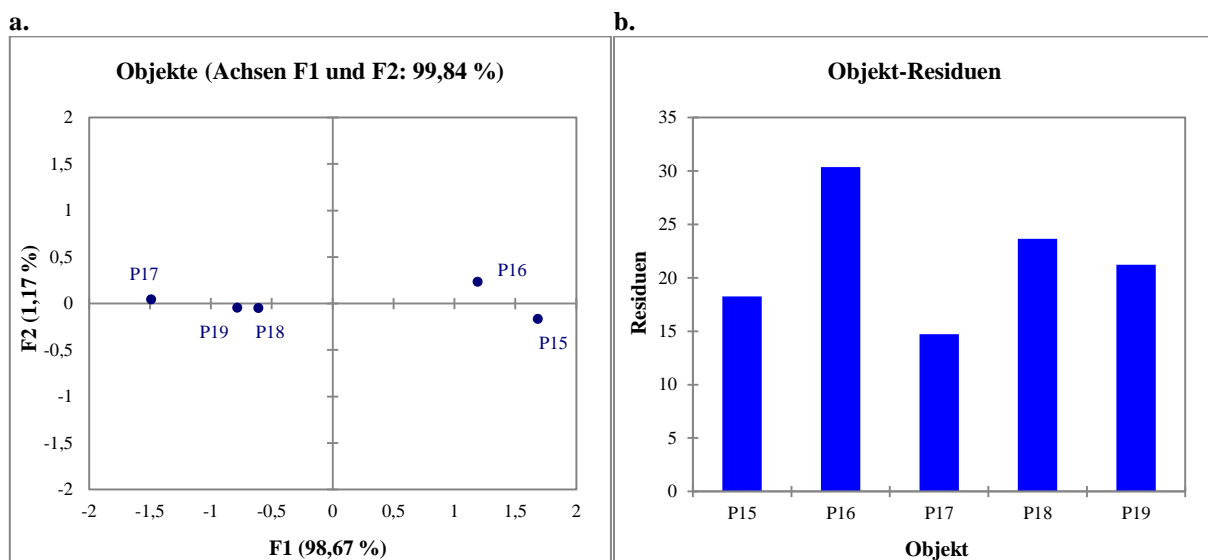 a.
Objekte (Achsen F1 und F2: 99,84 %)
2
1,5
1
0,5
0
-0,5
-1
-1,5
-2
F2 (1,17 %)
P17
P19
P18
P16
P15
-2
-1,5
-1
-0,5
0
0,5
1
1,5
2
F1 (98,67 %)
b.
Objekt-Residuen
35
30
25
20
15
10
5
0
Residuen
P15
P16
P17
P18
P19
Objekt